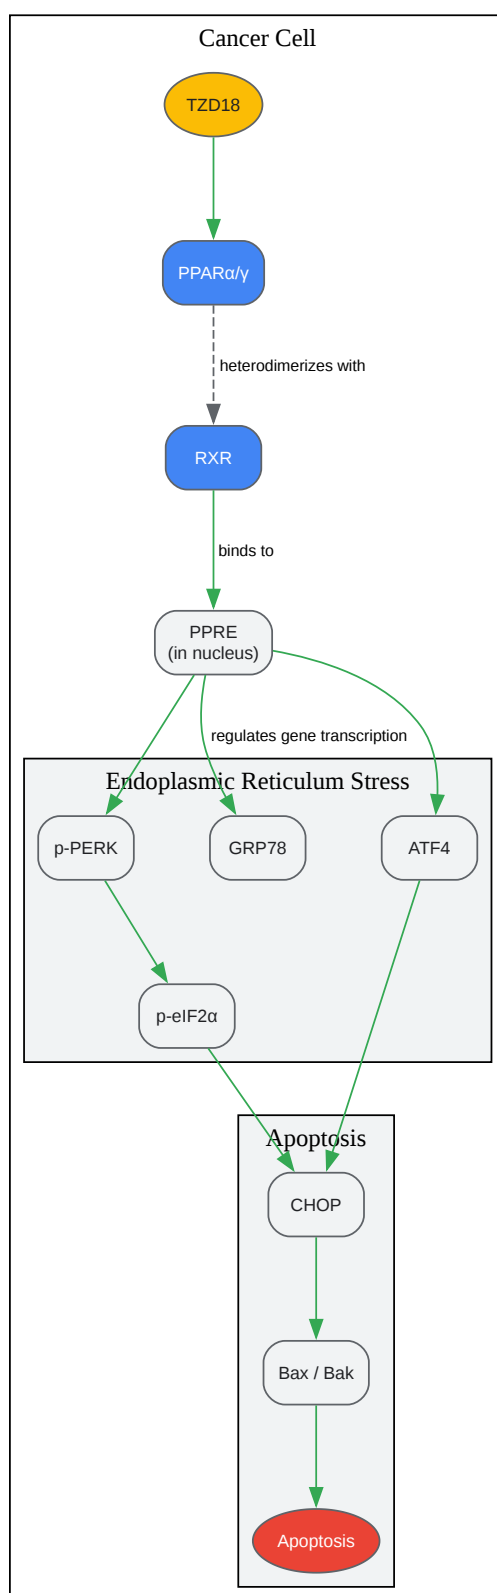 Cancer Cell
TZD18
PPARα/γ
heterodimerizes with
RXR
binds to
PPRE
(in nucleus)
regulates gene transcription
Endoplasmic Reticulum Stress
p-PERK
GRP78
ATF4
p-eIF2α
Apoptosis
CHOP
Bax / Bak
Apoptosis